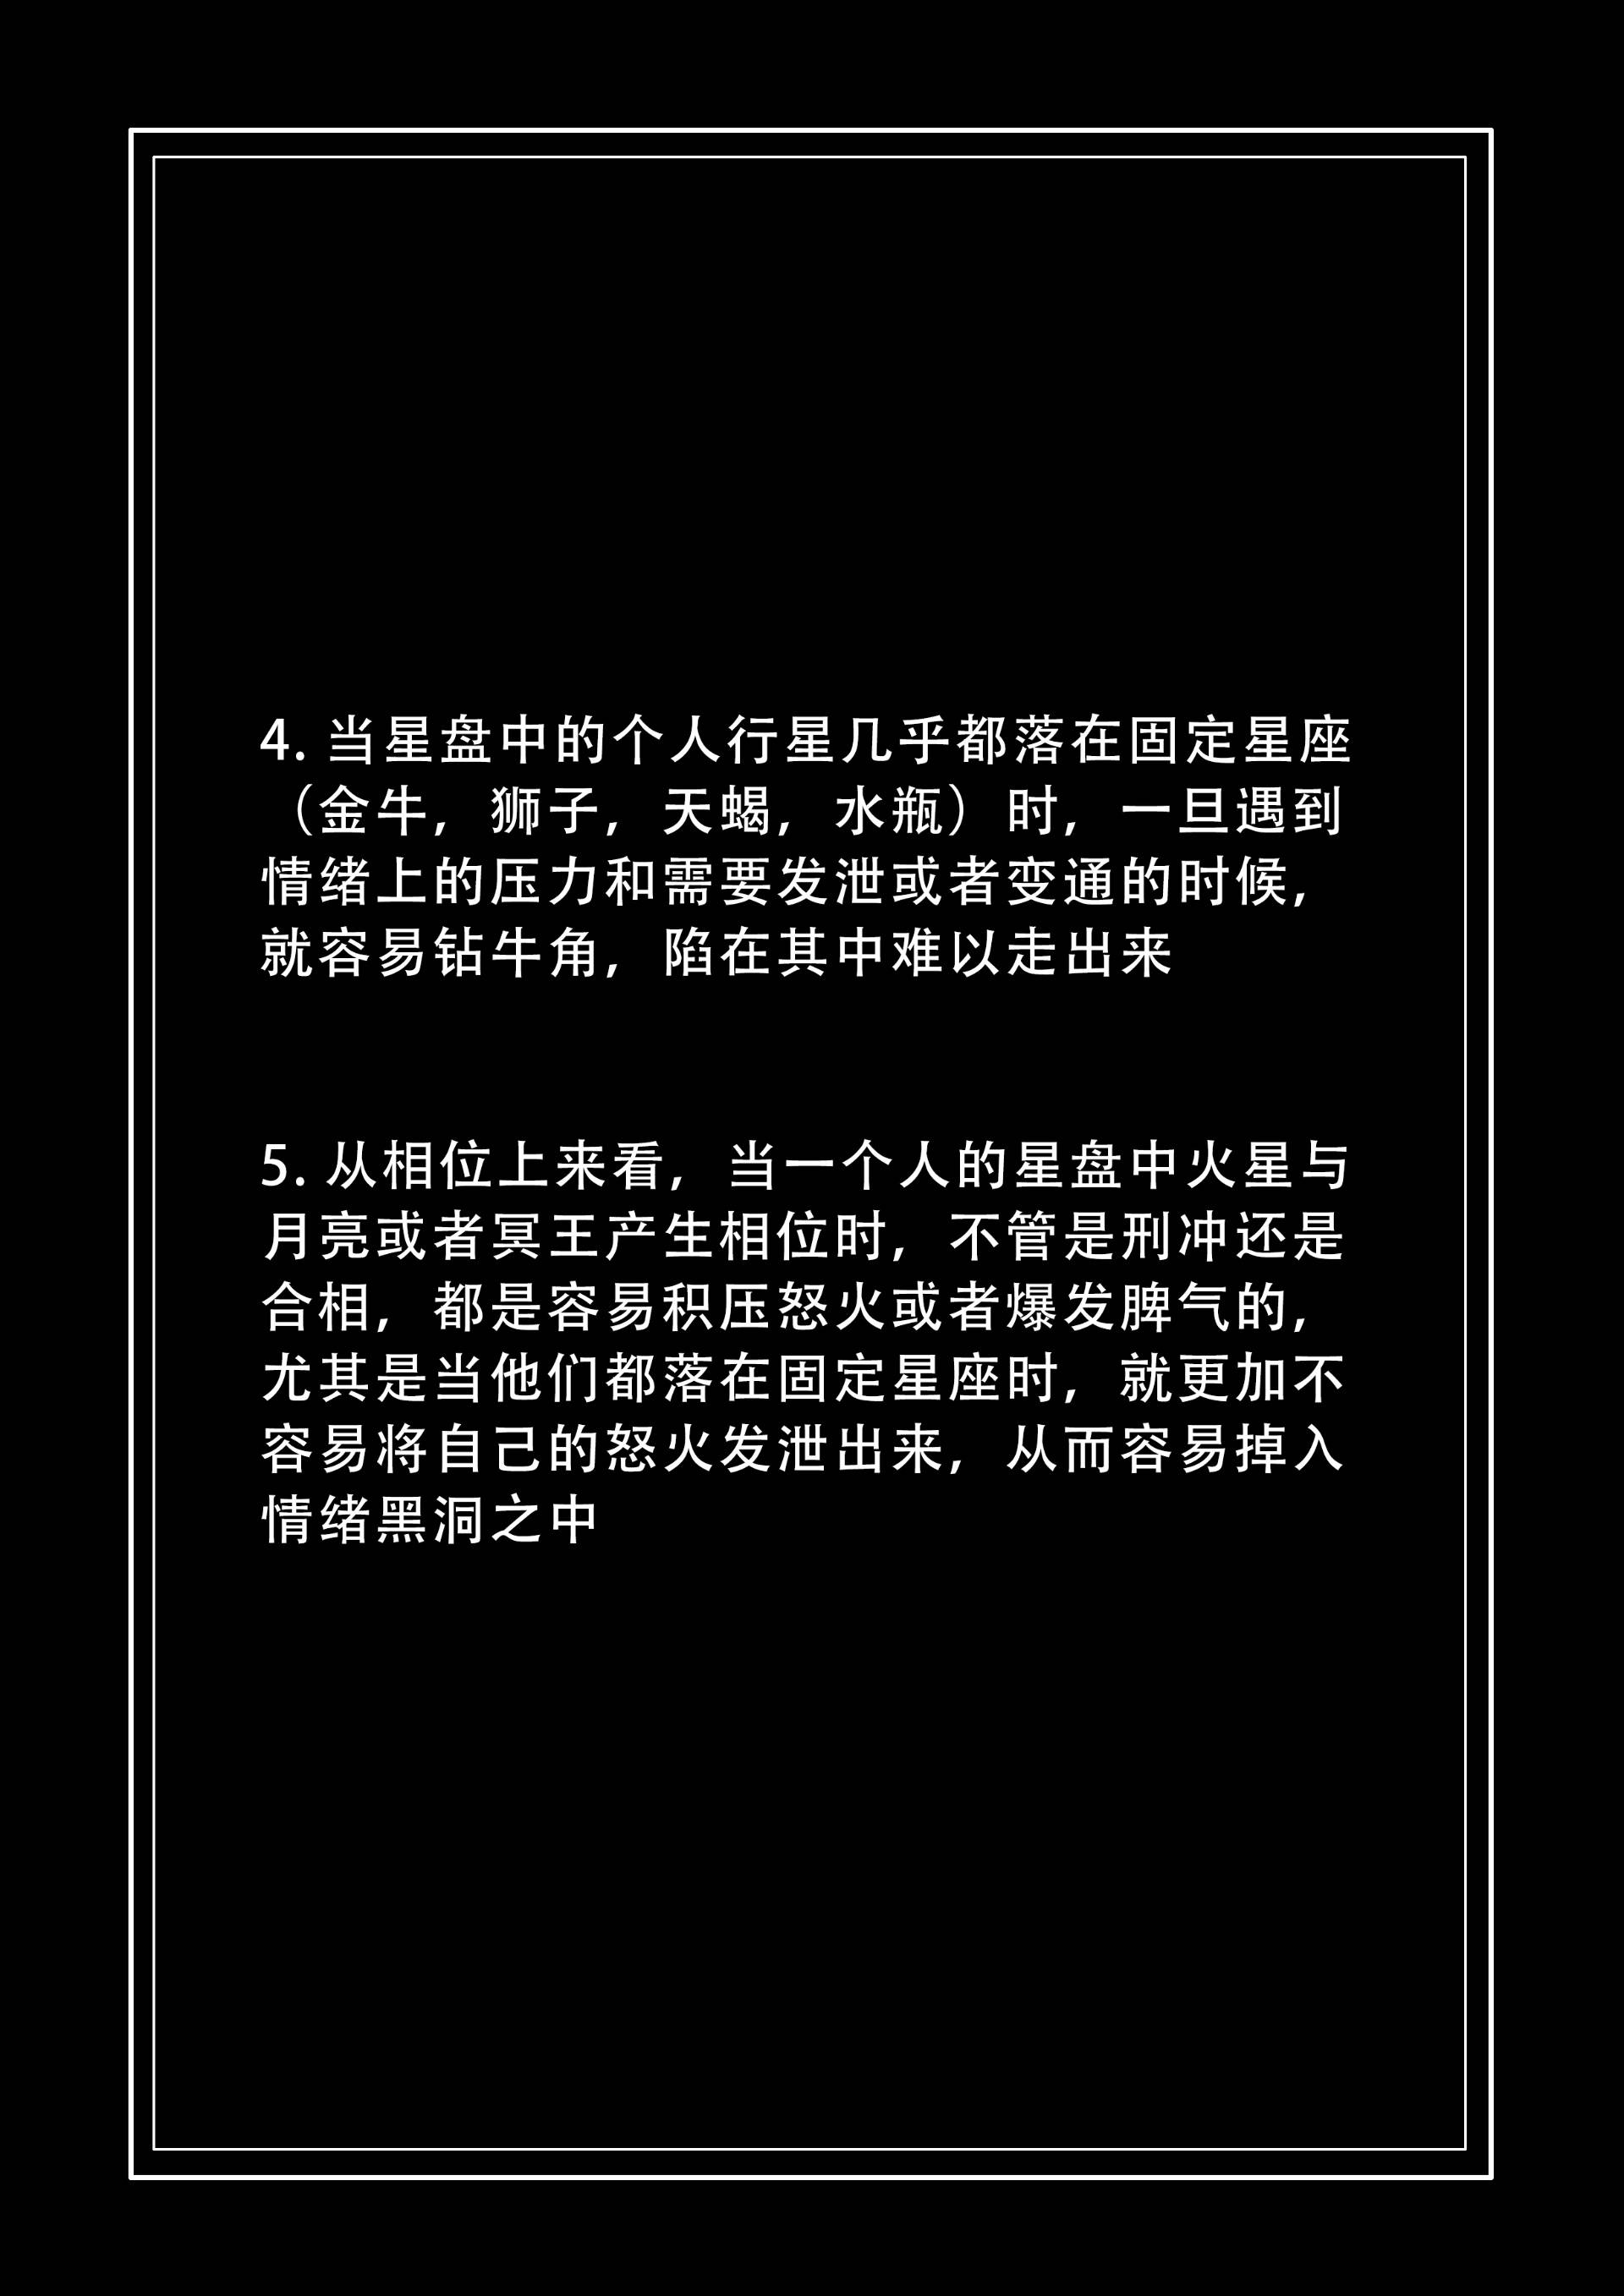 4. 当星盘中的个人行星几乎都落在固定星座
（金牛，狮子，天蝎，水瓶）时，一旦遇到
情绪上的压力和需要发泄或者变通的时候，
就容易钻牛角，陷在其中难以走出来
5. 从相位上来看，当一个人的星盘中火星与
月亮或者冥王产生相位时，不管是刑冲还是
合相，都是容易积压怒火或者爆发脾气的，
尤其是当他们都落在固定星座时，就更加不
容易将自己的怒火发泄出来，从而容易掉入
情绪黑洞之中